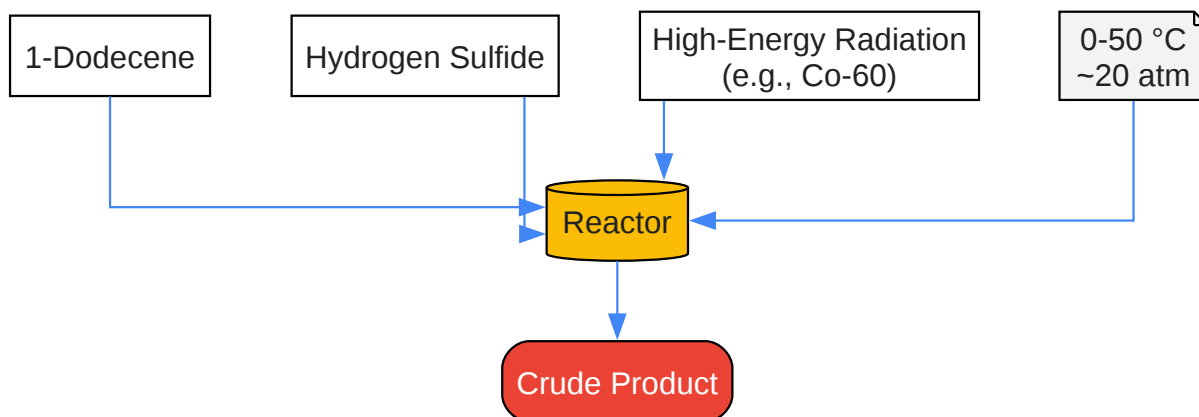 1-Dodecene
Hydrogen Sulfide
High-Energy Radiation
(e.g., Co-60)
0-50 °C
~20 atm
Reactor
Crude Product